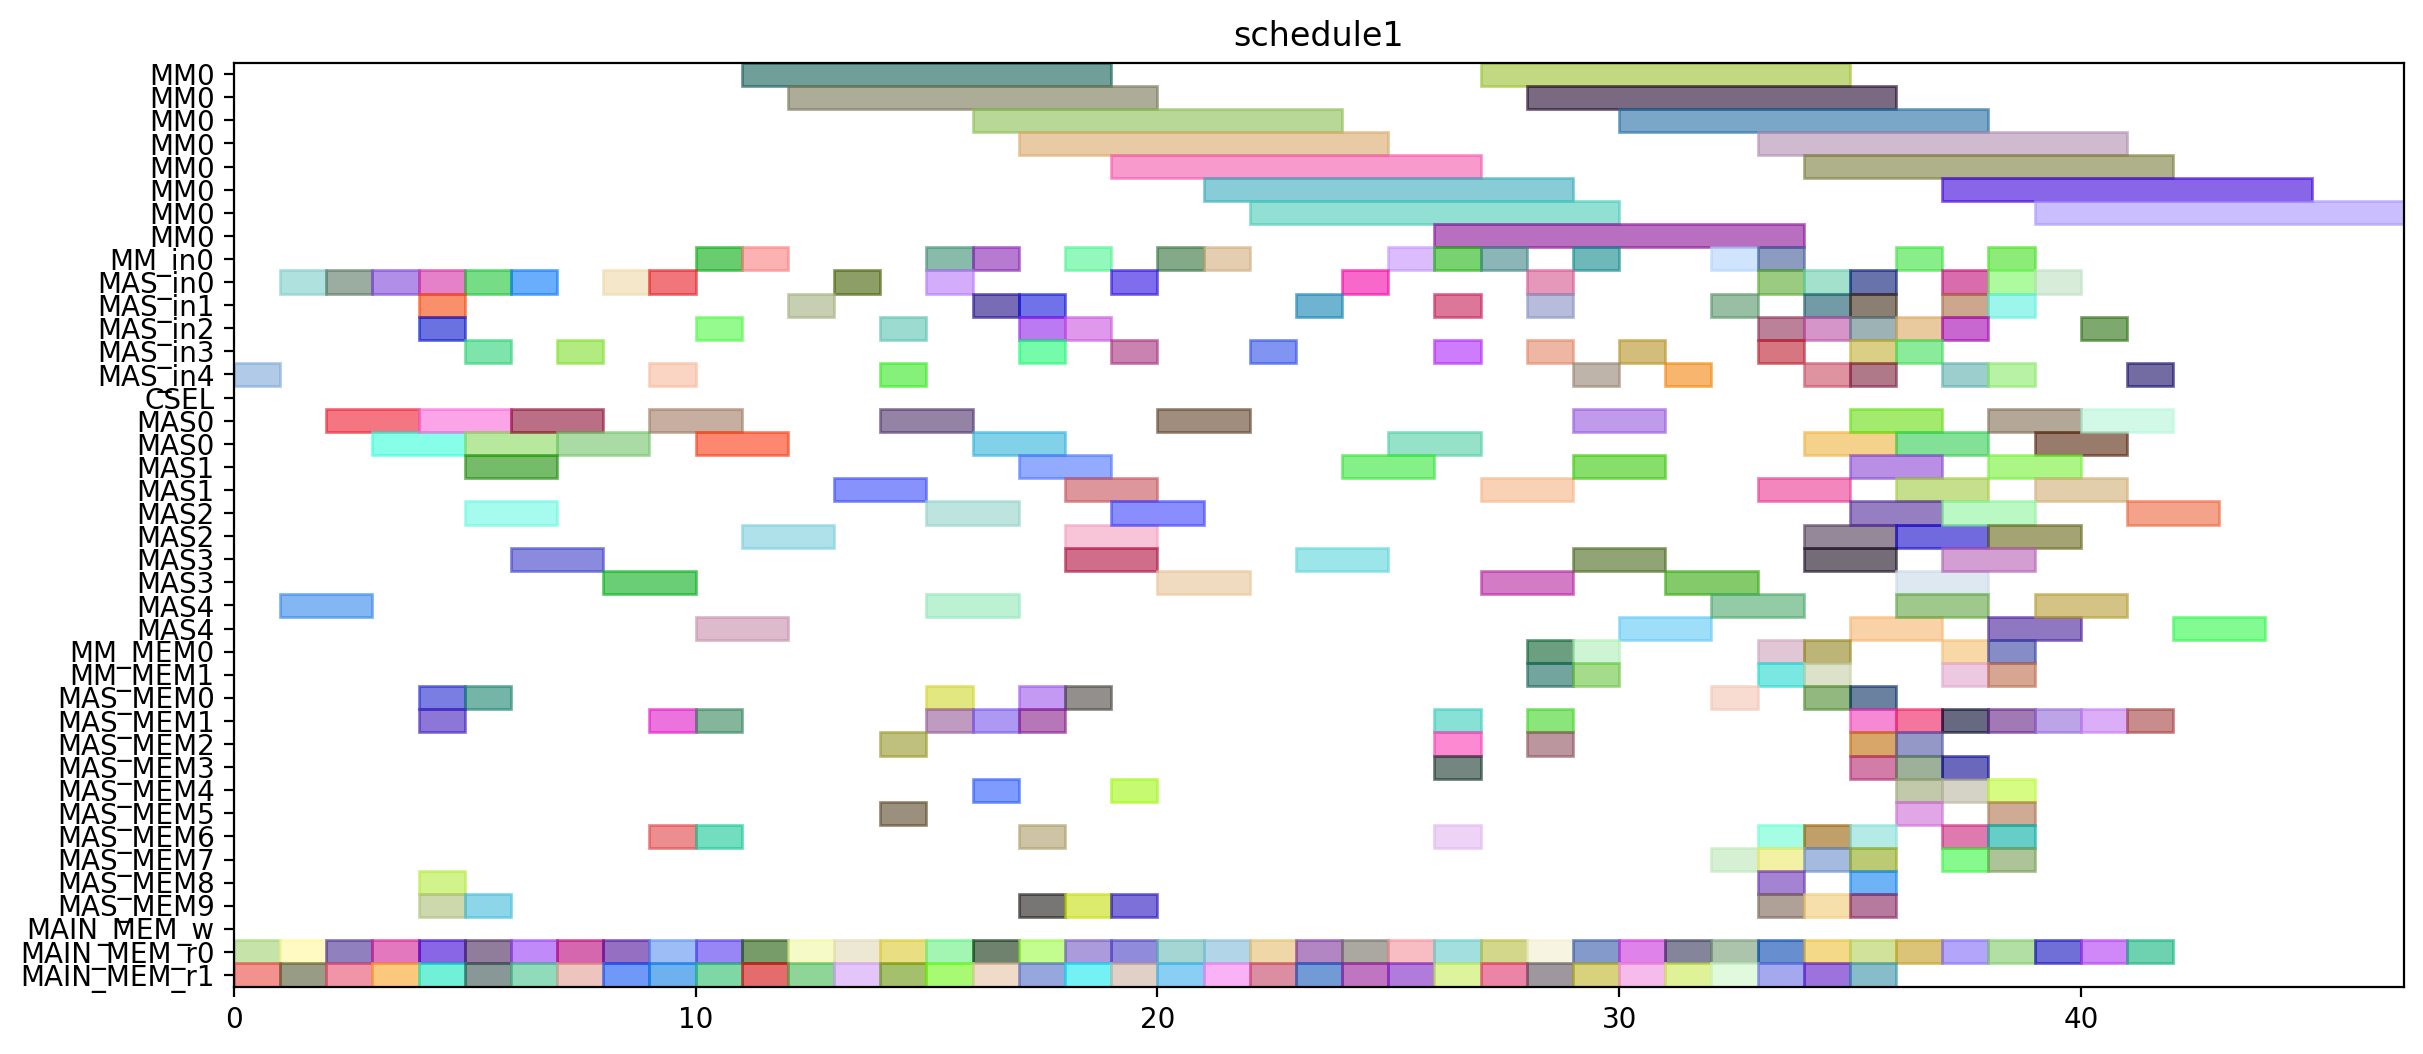 schedule1
MM0
MM0
MM0
MM0
MM0
MM0
MM0
MM0
MM_in0
MAS_in0
MAS_in1
MAS_in2
MAS_in3
MAS_in4
CSEL
MAS0
MAS0
MAS1
MAS1
MAS2
MAS2
MAS3
MAS3
MAS4
MAS4
MM_MEM0
MM_MEM1
MAS_MEM0
MAS_MEM1
MAS_MEM2
MAS_MEM3
MAS_MEM4
MAS_MEM5
MAS_MEM6
MAS_MEM7
MAS_MEM8
MAS_MEM9
MAIN_MEM_w
MAIN_MEM_r0
MAIN_MEM_r1
0 10 20 30 40